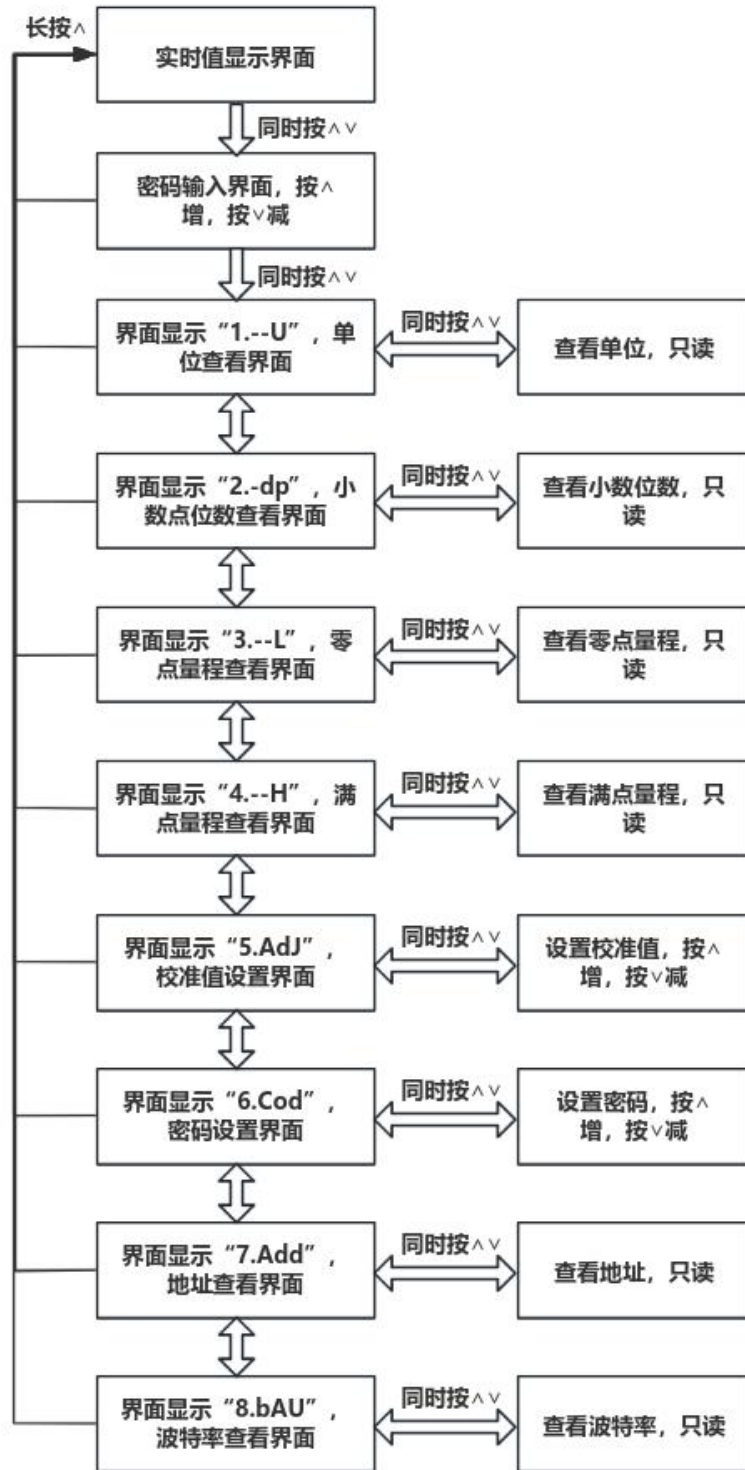 长按∧
实时值显示界面
同时按∧∨
密码输入界面，按∧
增，按∨减
同时按∧∨
界面显示“1.--U”，单
位查看界面
同时按∧∨
查看单位，只读
界面显示“2.-dp”，小
数点位数查看界面
同时按∧∨
查看小数位数，只
读
界面显示“3.--L”，零
点量程查看界面
同时按∧∨
查看零点量程，只
读
界面显示“4.--H”，满
点量程查看界面
同时按∧∨
查看满点量程，只
读
界面显示“5.AdJ”，
校准值设置界面
同时按∧∨
设置校准值，按∧
增，按∨减
界面显示“6.Cod”，
密码设置界面
同时按∧∨
设置密码，按∧
增，按∨减
界面显示“7.Add”，
地址查看界面
同时按∧∨
查看地址，只读
界面显示“8.bAU”，
波特率查看界面
同时按∧∨
查看波特率，只读